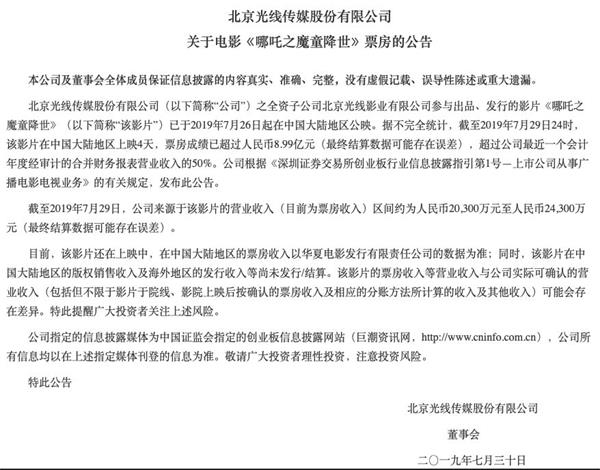 北京光线传媒股份有限公司
关于电影《哪吒之魔童降世》票房的公告
本公司及董事会全体成员保证信息披露的内容真实、准确、完整，没有虚假记载、误导性陈述或重大遗漏。
北京光线传媒股份有限公司（以下简称“公司”）之全资子公司北京光线影业有限公司参与出品、发行的影片《哪吒之
魔童降世》（以下简称“该影片”）已于2019年7月26日起在中国大陆地区公映。据不完全统计，截至2019年7月29日24时，
该影片在中国大陆地区上映4天，票房成绩已超过人民币8.99亿元（最终结算数据可能存在误差），超过公司最近一个会计
年度经审计的合并财务报表营业收入的50%。公司根据《深圳证券交易所创业板行业信息披露指引第1号—上市公司从事广
播电影电视业务》的有关规定，发布此公告。
截至2019年7月29日，公司来源于该影片的营业收入（目前为票房收入）区间约为人民币20,300万元至人民币24,300万
元（最终结算数据可能存在误差）。
目前，该影片还在上映中，在中国大陆地区的票房收入以华夏电影发行有限责任公司的数据为准；同时，该影片在中
国大陆地区的版权销售收入及海外地区的发行收入等尚未发行/结算。该影片的票房收入等营业收入与公司实际可确认的营
业收入（包括但不限于影片于院线、影院上映后按确认的票房收入及相应的分账方法所计算的收入及其他收入）可能会存
在差异。特此提醒广大投资者关注上述风险。
公司指定的信息披露媒体为中国证监会指定的创业板信息披露网站（巨潮资讯网，http://www.cninfo.com.cn），公司所
有信息均以在上述指定媒体刊登的信息为准。敬请广大投资者理性投资，注意投资风险。
特此公告
北京光线传媒股份有限公司
董事会
二〇一九年七月三十日